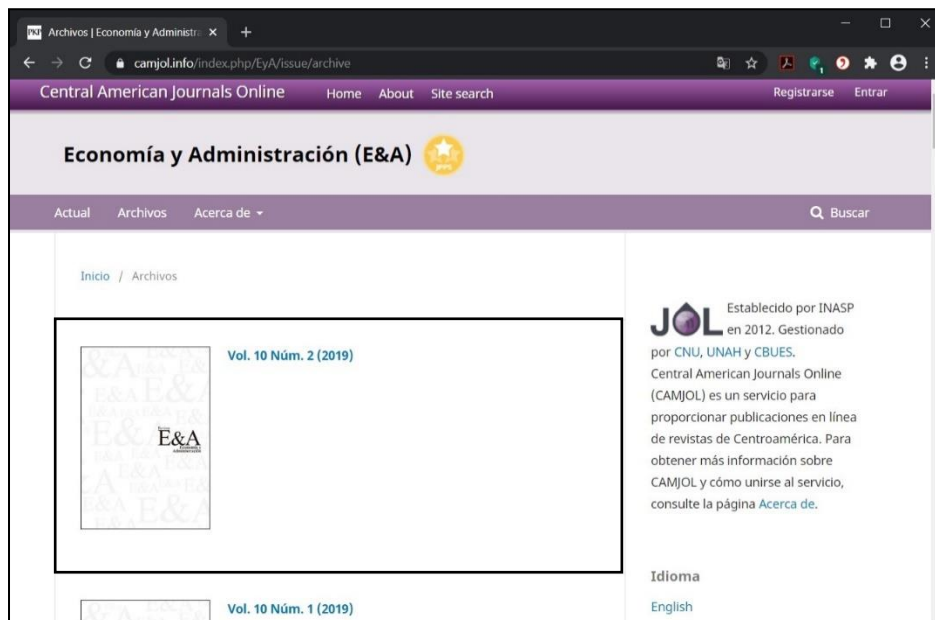 PKP Archivos | Economía y Administra
camjol.info/index.php/EyA/issue/archive
Central American Journals Online Home About Site search Registrarse Entrar
Economía y Administración (E&A)
Actual Archivos Acerca de Buscar
Inicio / Archivos
Vol. 10 Núm. 2 (2019)
E&A
Vol. 10 Núm. 1 (2019)
JOL Establecido por INASP
en 2012. Gestionado
por CNU, UNAH y CBUES.
Central American Journals Online
(CAMJOL) es un servicio para
proporcionar publicaciones en línea
de revistas de Centroamérica. Para
obtener más información sobre
CAMJOL y cómo unirse al servicio,
consulte la página Acerca de.
Idioma
English